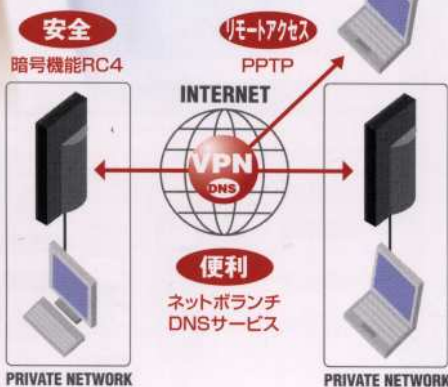 安全
暗号機能RC4
リモートアクセス
PPTP
INTERNET
VPN
DNS
便利
ネットボランチ
DNSサービス
PRIVATE NETWORK
PRIVATE NETWORK